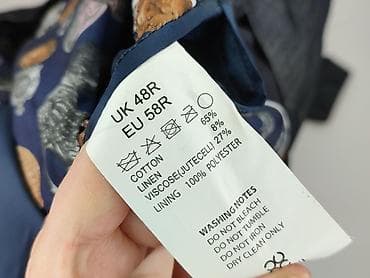 UK 48R
EU 58R
COTTON 65%
LINEN 8%
VISCOSE(JUTECELL) 27%
LINING 100% POLYESTER
WASHING NOTES
DO NOT BLEACH
DO NOT TUMBLE
DO NOT IRON
DRY CLEAN ONLY